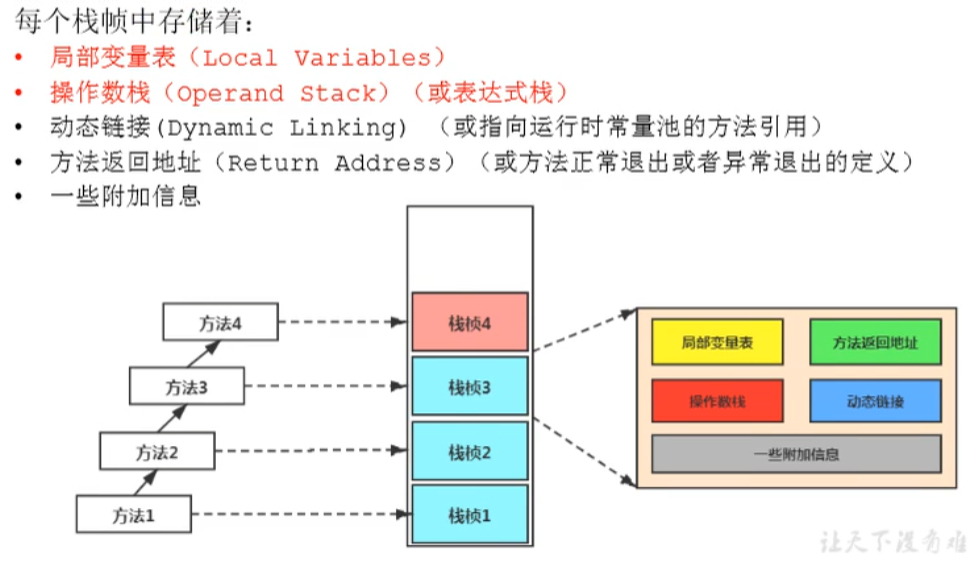 每个栈帧中存储着：
• 局部变量表（Local Variables）
• 操作数栈（Operand Stack）（或表达式栈）
• 动态链接(Dynamic Linking) （或指向运行时常量池的方法引用）
• 方法返回地址（Return Address）（或方法正常退出或者异常退出的定义）
• 一些附加信息
方法4
栈桢4
方法3
栈桢3
方法2
栈桢2
方法1
栈桢1
局部变量表
方法返回地址
操作数栈
动态链接
一些附加信息
让天下没有难